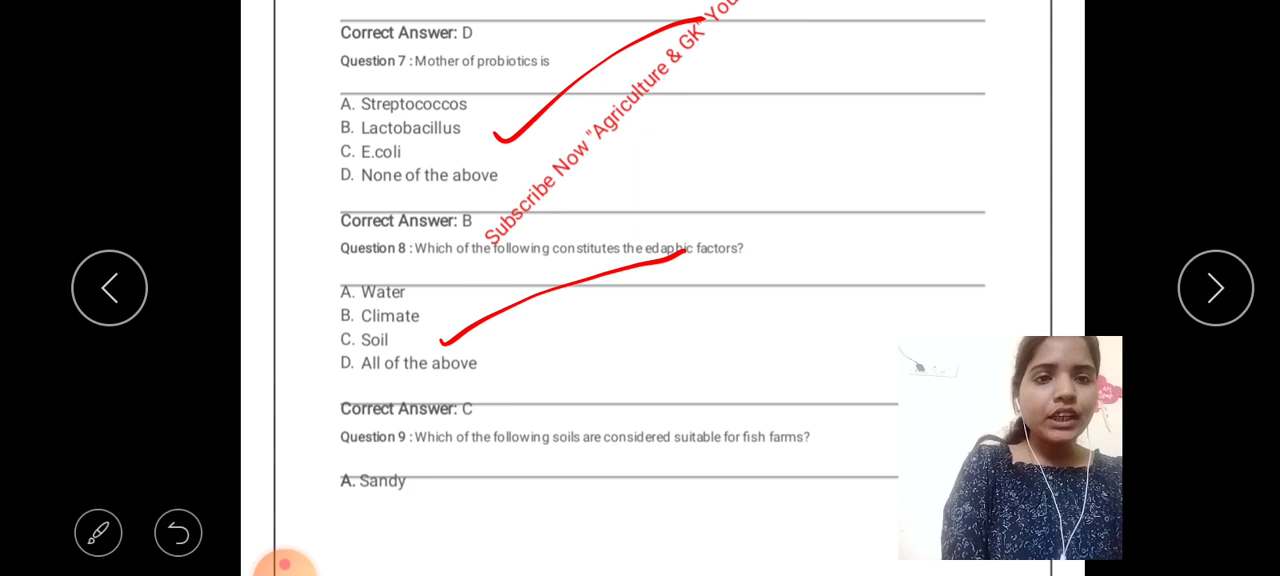 Correct Answer: D
Question 7 : Mother of probiotics is
A. Streptococcos
B. Lactobacillus
C. E.coli
D. None of the above
Subscribe Now "Agriculture & GK" You
Correct Answer: B
Question 8 : Which of the following constitutes the edaphic factors?
A. Water
B. Climate
C. Soil
D. All of the above
Correct Answer: C
Question 9 : Which of the following soils are considered suitable for fish farms?
A. Sandy